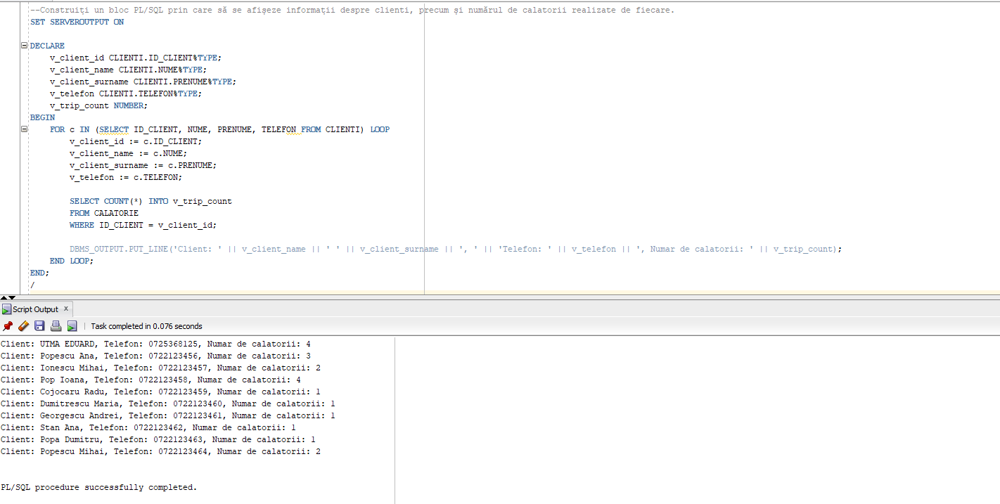 --Construiți un bloc PL/SQL prin care să se afișeze informații despre clienti, precum și numărul de calatorii realizate de fiecare.
SET SERVEROUTPUT ON
DECLARE
v_client_id CLIENTI.ID_CLIENT%TYPE;
v_client_name CLIENTI.NUME%TYPE;
v_client_surname CLIENTI.PRENUME%TYPE;
v_telefon CLIENTI.TELEFON%TYPE;
v_trip_count NUMBER;
BEGIN
FOR c IN (SELECT ID_CLIENT, NUME, PRENUME, TELEFON FROM CLIENTI) LOOP
v_client_id := c.ID_CLIENT;
v_client_name := c.NUME;
v_client_surname := c.PRENUME;
v_telefon := c.TELEFON;
SELECT COUNT(*) INTO v_trip_count
FROM CALATORIE
WHERE ID_CLIENT = v_client_id;
DBMS_OUTPUT.PUT_LINE('Client: ' || v_client_name || ' ' || v_client_surname || ', ' || 'Telefon: ' || v_telefon || ', Numar de calatorii: ' || v_trip_count);
END LOOP;
END;
/
Script Output x
Task completed in 0.076 seconds
Client: UTMA EDUARD, Telefon: 0725368125, Numar de calatorii: 4
Client: Popescu Ana, Telefon: 0722123456, Numar de calatorii: 3
Client: Ionescu Mihai, Telefon: 0722123457, Numar de calatorii: 2
Client: Pop Ioana, Telefon: 0722123458, Numar de calatorii: 4
Client: Cojocaru Radu, Telefon: 0722123459, Numar de calatorii: 1
Client: Dumitrescu Maria, Telefon: 0722123460, Numar de calatorii: 1
Client: Georgescu Andrei, Telefon: 0722123461, Numar de calatorii: 1
Client: Stan Ana, Telefon: 0722123462, Numar de calatorii: 1
Client: Popa Dumitru, Telefon: 0722123463, Numar de calatorii: 1
Client: Popescu Mihai, Telefon: 0722123464, Numar de calatorii: 2
PL/SQL procedure successfully completed.